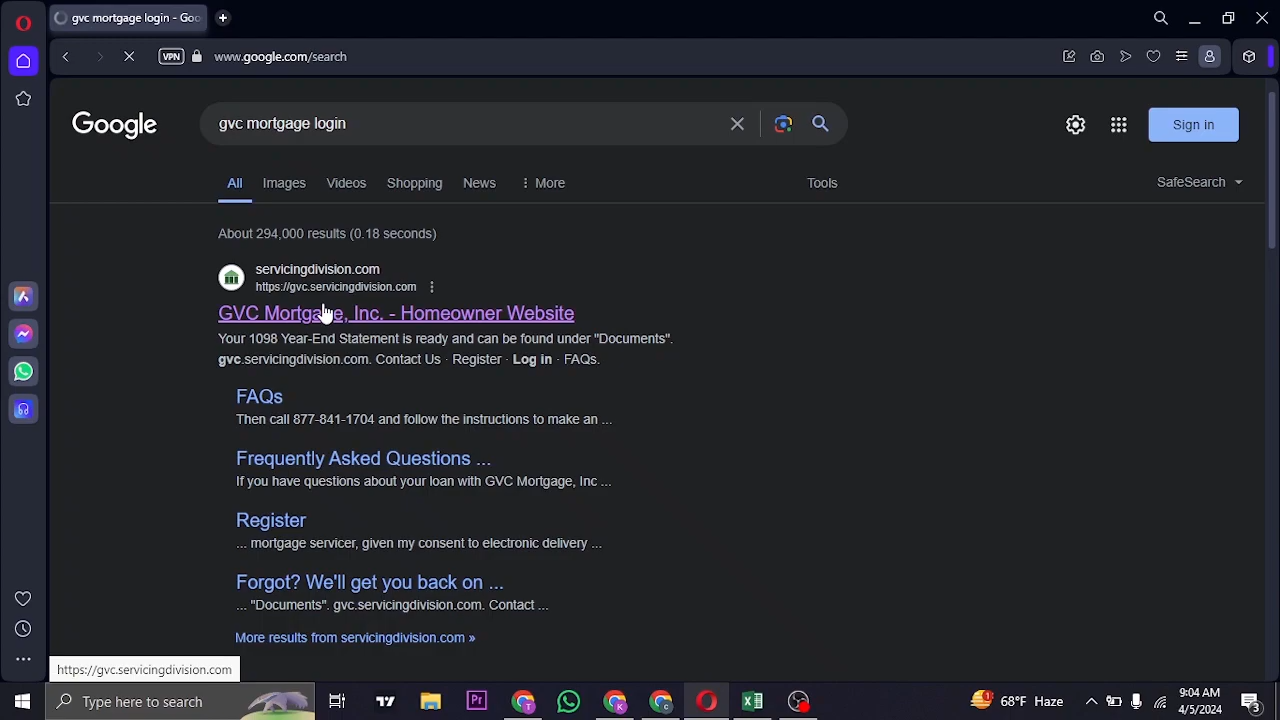 gvc mortgage login - Goo
VPN
www.google.com/search
Google
gvc mortgage login
Sign in
All
Images
Videos
Shopping
News
More
Tools
SafeSearch
About 294,000 results (0.18 seconds)
servicingdivision.com
https://gvc.servicingdivision.com
GVC Mortgage, Inc. - Homeowner Website
Your 1098 Year-End Statement is ready and can be found under "Documents".
gvc.servicingdivision.com. Contact Us · Register · Log in · FAQs.
FAQs
Then call 877-841-1704 and follow the instructions to make an ...
Frequently Asked Questions ...
If you have questions about your loan with GVC Mortgage, Inc ...
Register
... mortgage servicer, given my consent to electronic delivery ...
Forgot? We'll get you back on ...
... "Documents". gvc.servicingdivision.com. Contact ...
More results from servicingdivision.com »
https://gvc.servicingdivision.com
Type here to search
Pr
T
K
C
1
68°F Haze
5:04 AM
4/5/2024
3